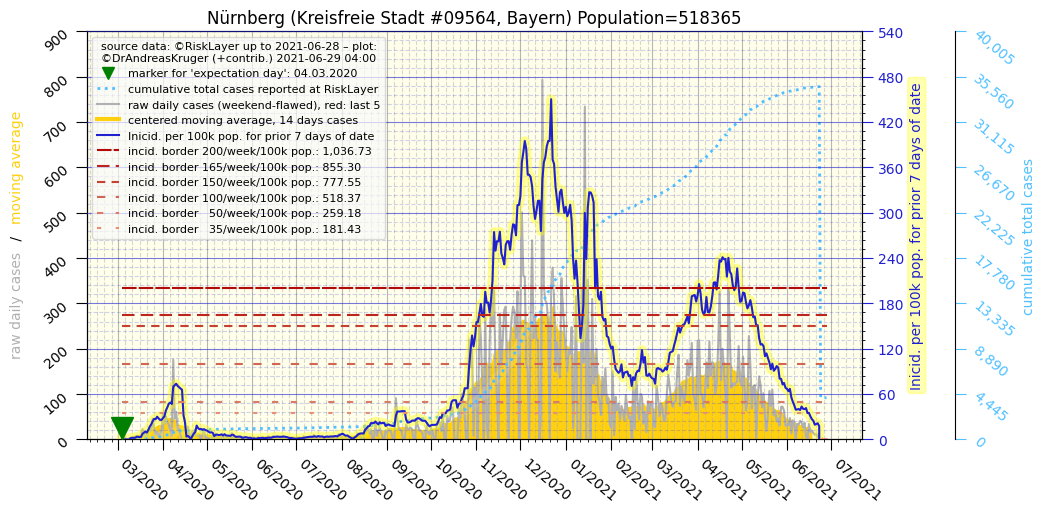 Nürnberg (Kreisfreie Stadt #09564, Bayern) Population=518365
source data: ©RiskLayer up to 2021-06-28 – plot:
©DrAndreasKruger (+contrib.) 2021-06-29 04:00
marker for 'expectation day': 04.03.2020
cumulative total cases reported at RiskLayer
raw daily cases (weekend-flawed), red: last 5
centered moving average, 14 days cases
Inicid. per 100k pop. for prior 7 days of date
incid. border 200/week/100k pop.: 1,036.73
incid. border 165/week/100k pop.: 855.30
incid. border 150/week/100k pop.: 777.55
incid. border 100/week/100k pop.: 518.37
incid. border 50/week/100k pop.: 259.18
incid. border 35/week/100k pop.: 181.43
raw daily cases / moving average
900
800
700
600
500
400
300
200
100
0
03/2020
04/2020
05/2020
06/2020
07/2020
08/2020
09/2020
10/2020
11/2020
12/2020
01/2021
02/2021
03/2021
04/2021
05/2021
06/2021
07/2021
540
480
420
360
300
240
180
120
60
0
Inicid. per 100k pop. for prior 7 days of date
40,005
35,560
31,115
26,670
22,225
17,780
13,335
8,890
4,445
0
cumulative total cases